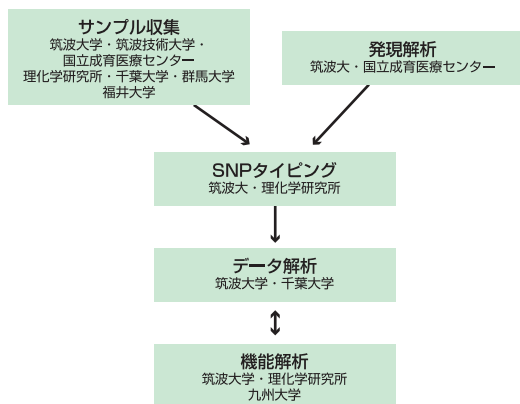 サンプル収集
筑波大学・筑波技術大学・
国立成育医療センター
理化学研究所・千葉大学・群馬大学
福井大学
発現解析
筑波大・国立成育医療センター
SNPタイピング
筑波大・理化学研究所
データ解析
筑波大学・千葉大学
機能解析
筑波大学・理化学研究所
九州大学